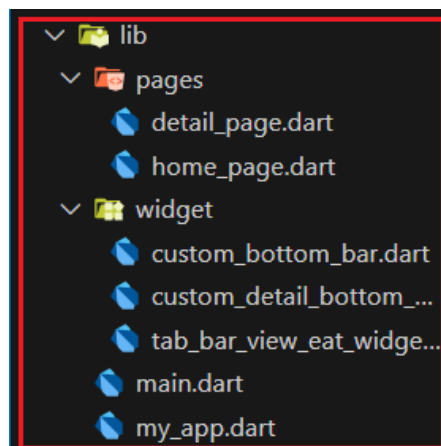 lib
pages
detail_page.dart
home_page.dart
widget
custom_bottom_bar.dart
custom_detail_bottom_...
tab_bar_view_eat_widge...
main.dart
my_app.dart